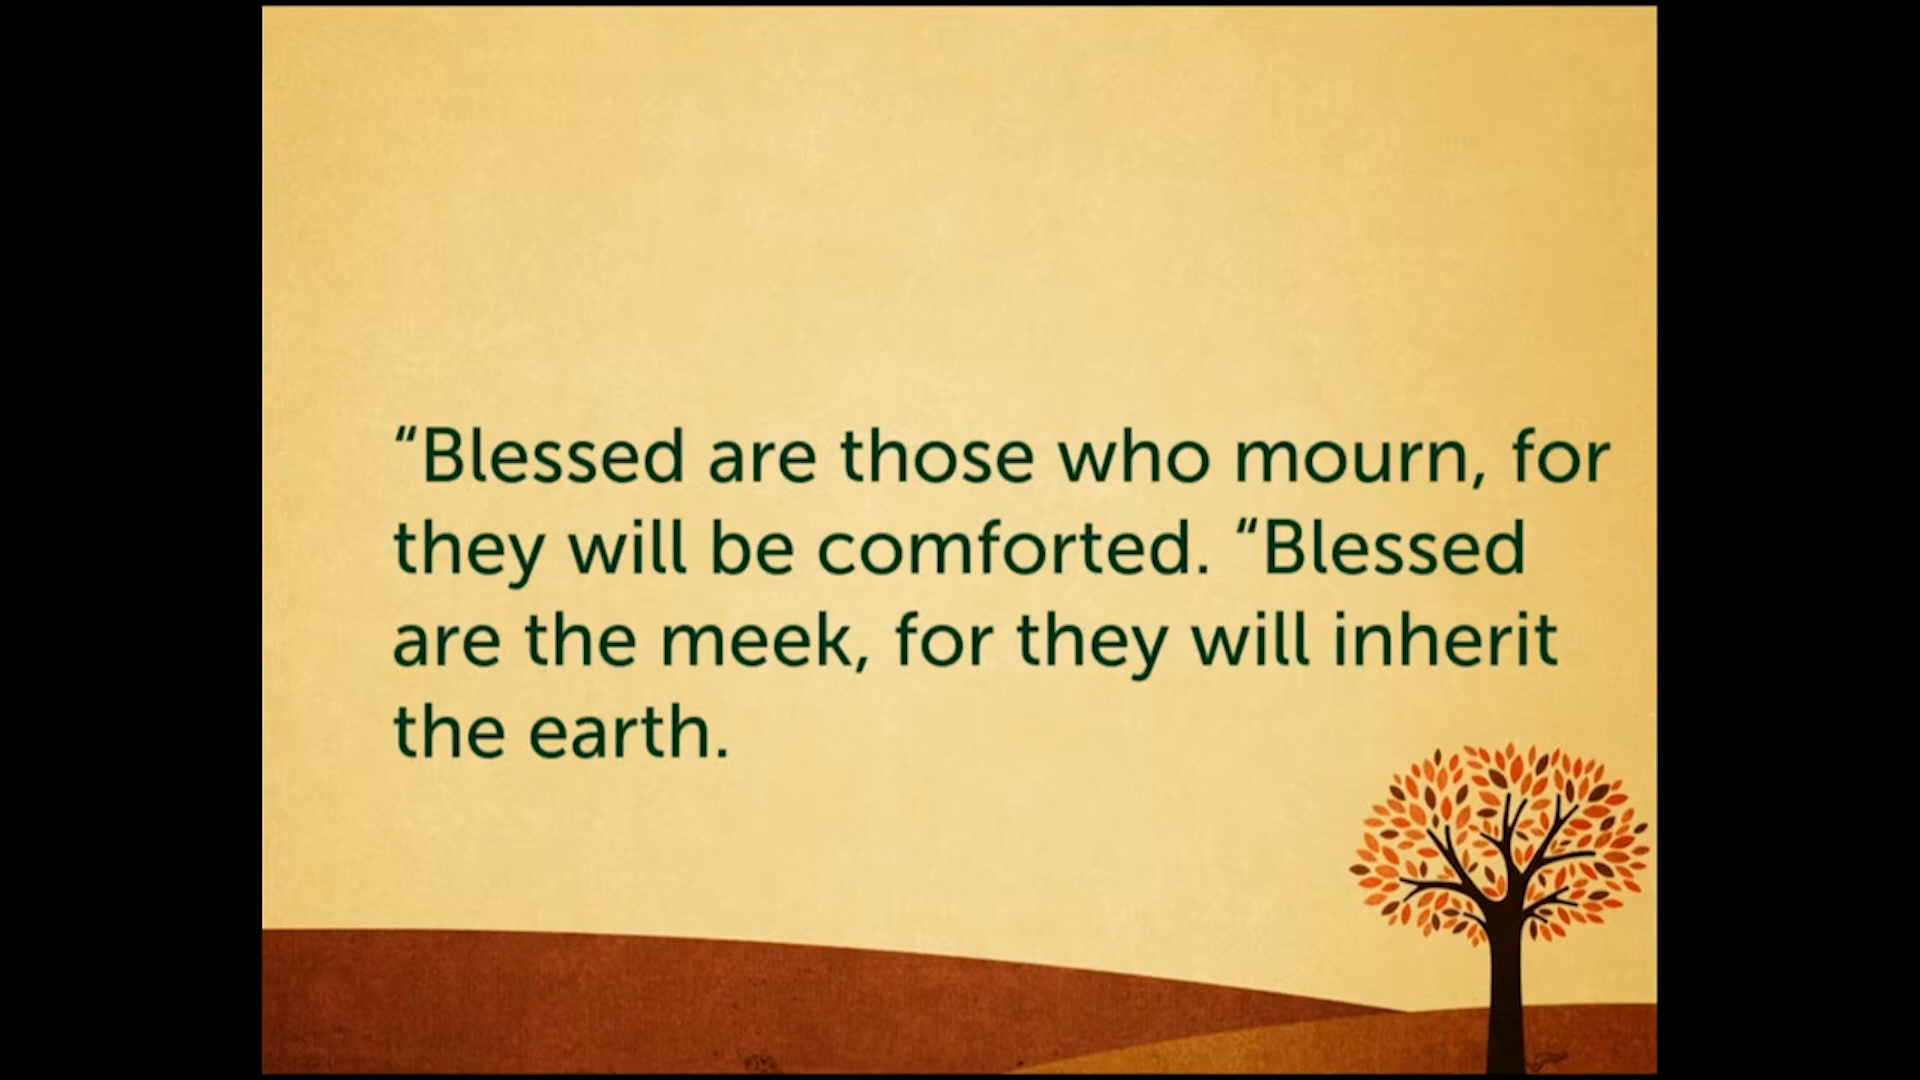 “Blessed are those who mourn, for
they will be comforted. “Blessed
are the meek, for they will inherit
the earth.